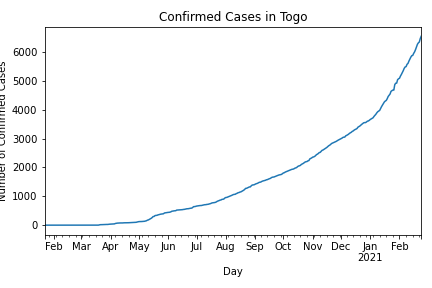 Confirmed Cases in Togo
Number of Confirmed Cases
6000
5000
4000
3000
2000
1000
0
Feb Mar Apr May Jun Jul Aug Sep Oct Nov Dec Jan Feb
2021
Day